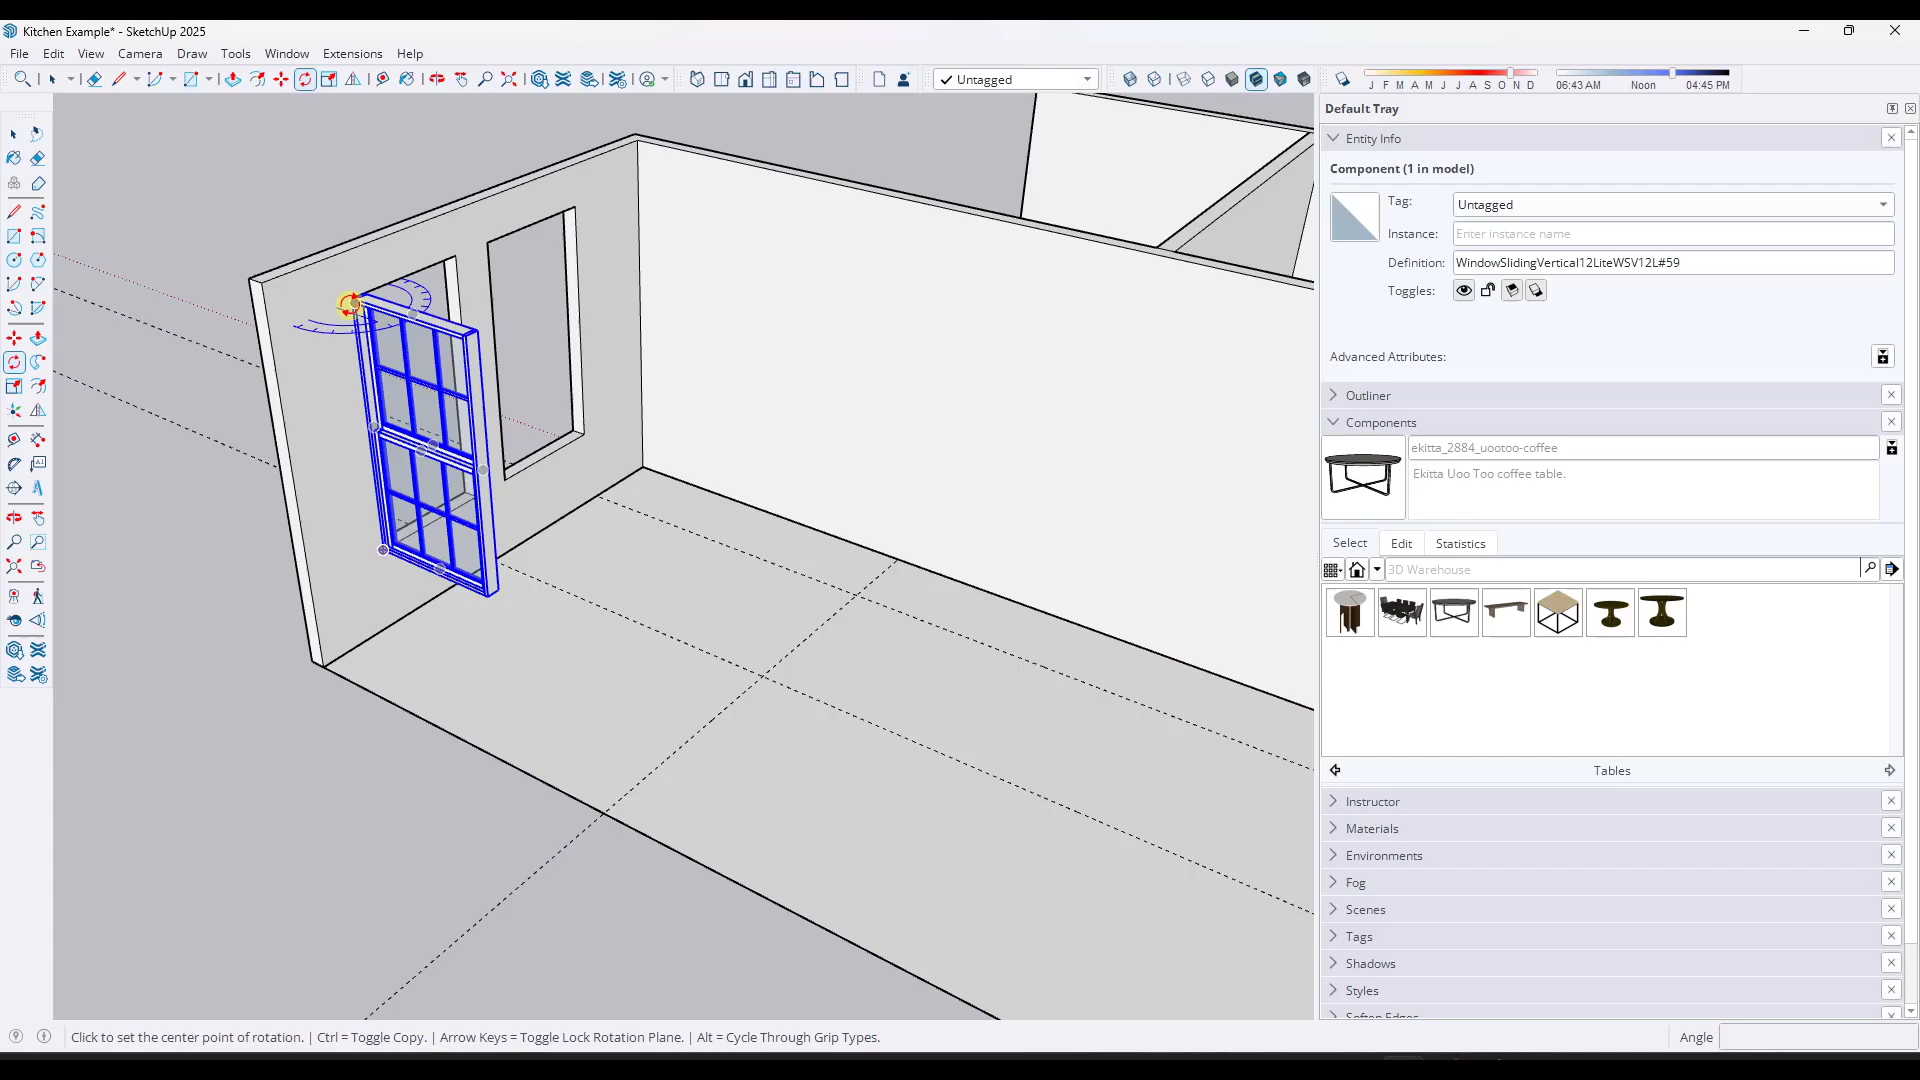 Kitchen Example* - SketchUp 2025
File Edit View Camera Draw Tools Window Extensions Help
Untagged
J F M A M J J A S O N D
06:43 AM Noon 04:45 PM
Default Tray
Entity Info
Component (1 in model)
Tag: Untagged
Instance: Enter instance name
Definition: WindowSlidingVertical12LiteWSV12L#59
Toggles:
Advanced Attributes:
Outliner
Components
ekitta_2884_uootoo-coffee
Ekitta Uoo Too coffee table.
Select Edit Statistics
3D Warehouse
Tables
Instructor
Materials
Environments
Fog
Scenes
Tags
Shadows
Styles
Soften Edges
Click to set the center point of rotation. | Ctrl = Toggle Copy. | Arrow Keys = Toggle Lock Rotation Plane. | Alt = Cycle Through Grip Types.
Angle